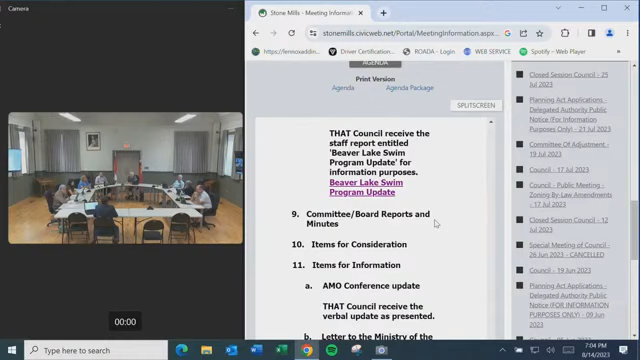 Camera
Stone Mills - Meeting Information
stonemills.civicweb.net/Portal/MeetingInformation.aspx...
https://lennoxaddin...
Driver Certification...
ROADA - Login
WEB SERVICE
Spotify – Web Player
»
AGENDA
Print Version
Agenda
Agenda Package
SPLITSCREEN
THAT Council receive the
staff report entitled
'Beaver Lake Swim
Program Update' for
information purposes.
Beaver Lake Swim
Program Update
9. Committee/Board Reports and
Minutes
10. Items for Consideration
11. Items for Information
a. AMO Conference update
THAT Council receive the
verbal update as presented.
b. Letter to the Ministry of the
Closed Session Council - 25
Jul 2023
Planning Act Applications -
Delegated Authority Public
Notice (For Information
Purposes Only) - 21 Jul 2023
Committee Of Adjustment -
19 Jul 2023
Council - 17 Jul 2023
Council - Public Meeting -
Zoning By-Law Amendments
- 17 Jul 2023
Closed Session Council - 12
Jul 2023
Special Meeting of Council -
26 Jun 2023 - CANCELLED
Council - 19 Jun 2023
Planning Act Applications -
Delegated Authority Public
Notice (FOR INFORMATION
PURPOSES ONLY) - 09 Jun
2023
00:00
Type here to search
7:04 PM
8/14/2023